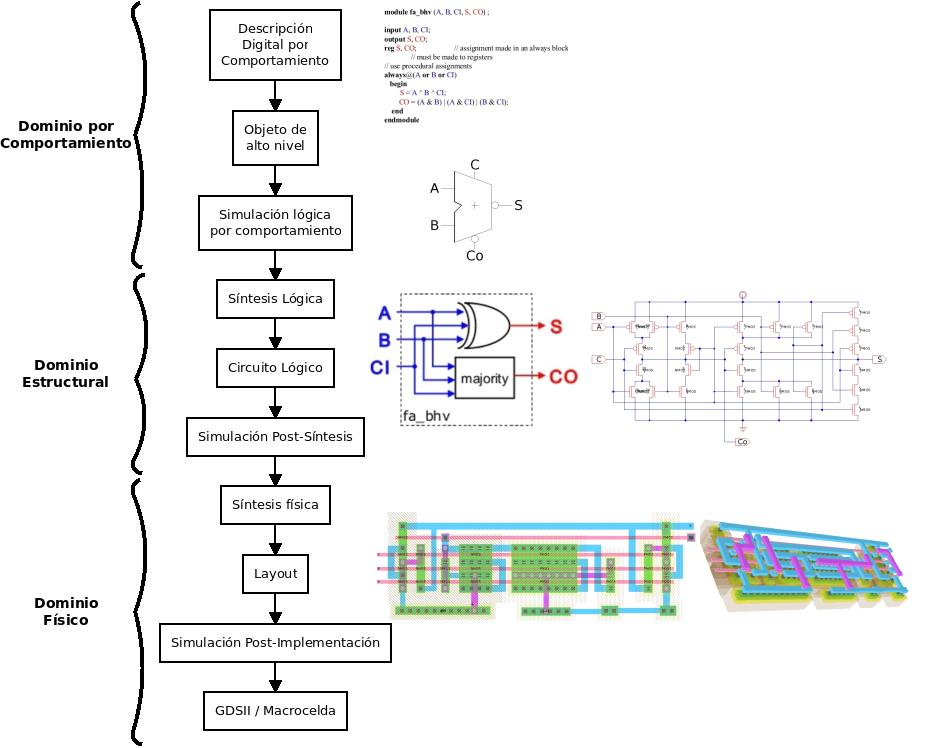 Dominio por
Comportamiento
Descripción
Digital por
Comportamiento
Objeto de
alto nivel
Simulación lógica
por comportamiento
module fa_bhv (A, B, CI, S, CO) ;
input A, B, CI;
output S, CO;
reg S, CO; // assignment made in an always block
// must be made to registers
// use procedural assignments
always@(A or B or CI)
begin
S = A ^ B ^ CI;
CO = (A & B) | (A & CI) | (B & CI);
end
endmodule
C
A
+
S
B
Co
Dominio
Estructural
Síntesis Lógica
Circuito Lógico
Simulación Post-Síntesis
A
B
CI
S
majority
CO
fa_bhv
B
A
C
S
Co
Dominio
Físico
Síntesis física
Layout
Simulación Post-Implementación
GDSII / Macrocelda